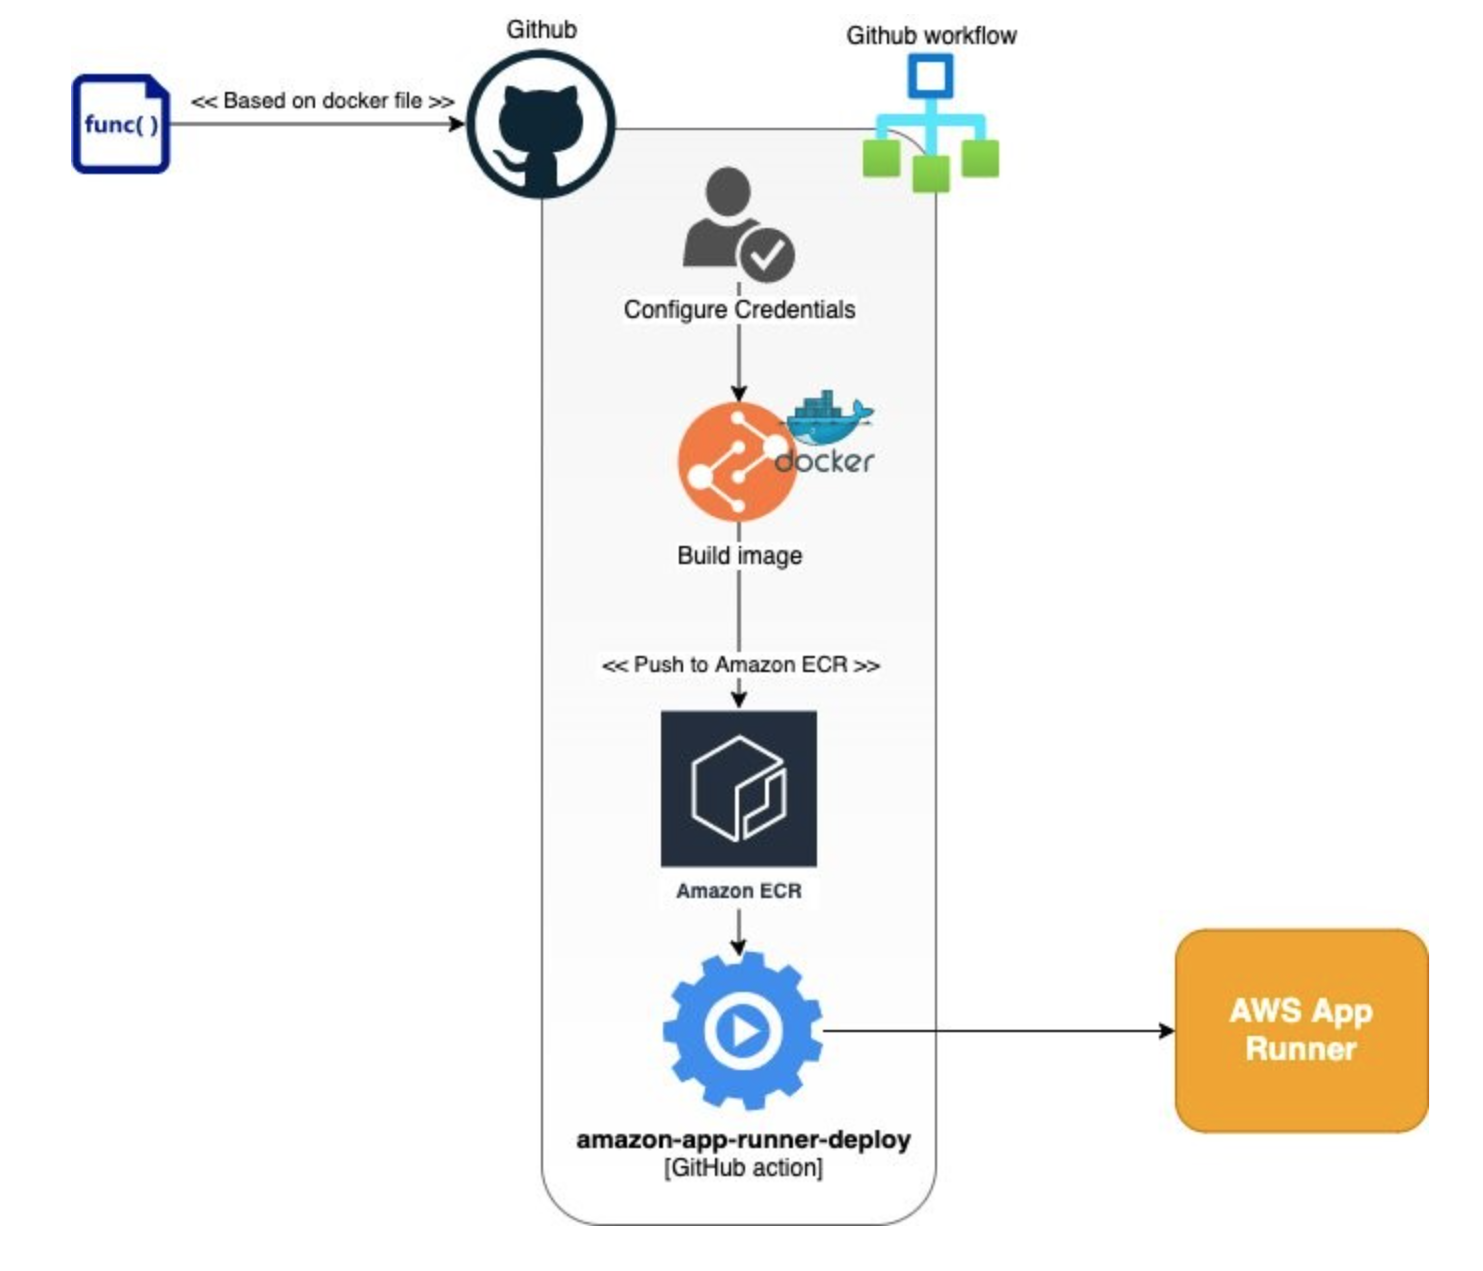 Github
Github workflow
func( )
<< Based on docker file >>
Configure Credentials
docker
Build image
<< Push to Amazon ECR >>
Amazon ECR
amazon-app-runner-deploy
[GitHub action]
AWS App
Runner